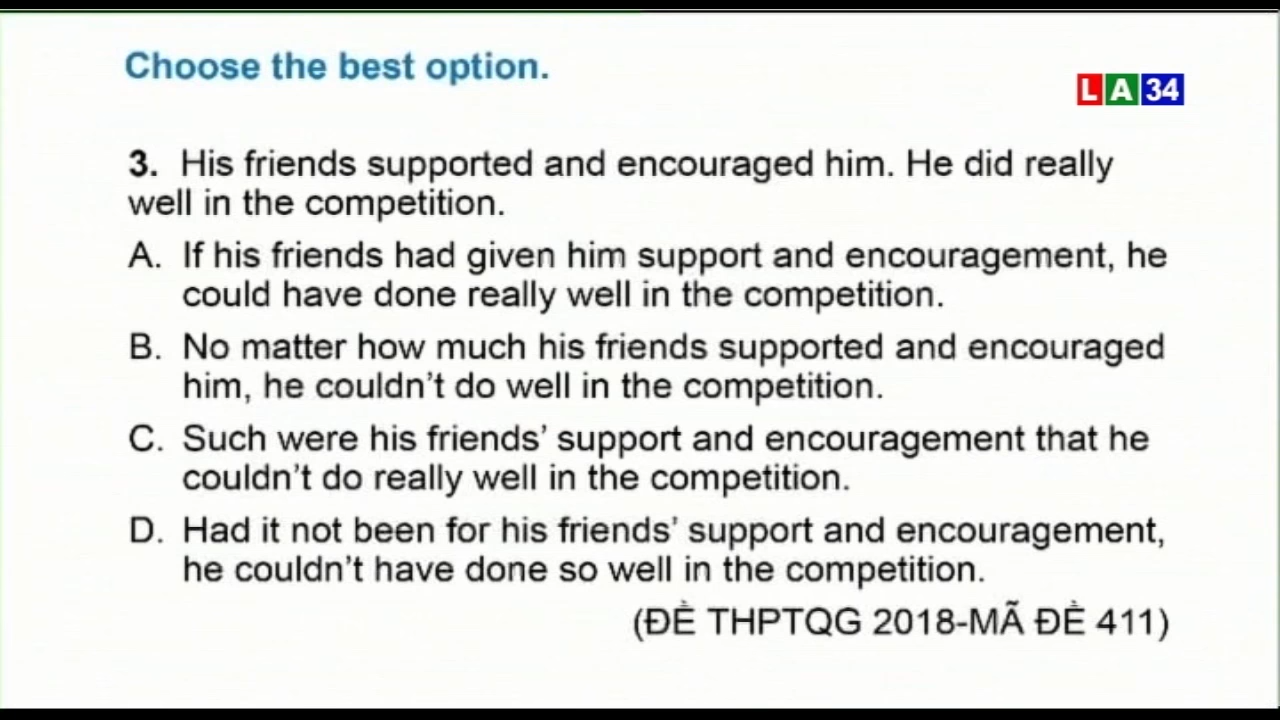 Choose the best option.
LA34
3. His friends supported and encouraged him. He did really
well in the competition.
A. If his friends had given him support and encouragement, he
could have done really well in the competition.
B. No matter how much his friends supported and encouraged
him, he couldn't do well in the competition.
C. Such were his friends' support and encouragement that he
couldn't do really well in the competition.
D. Had it not been for his friends' support and encouragement,
he couldn't have done so well in the competition.
(ĐỀ THPTQG 2018-MÃ ĐỀ 411)